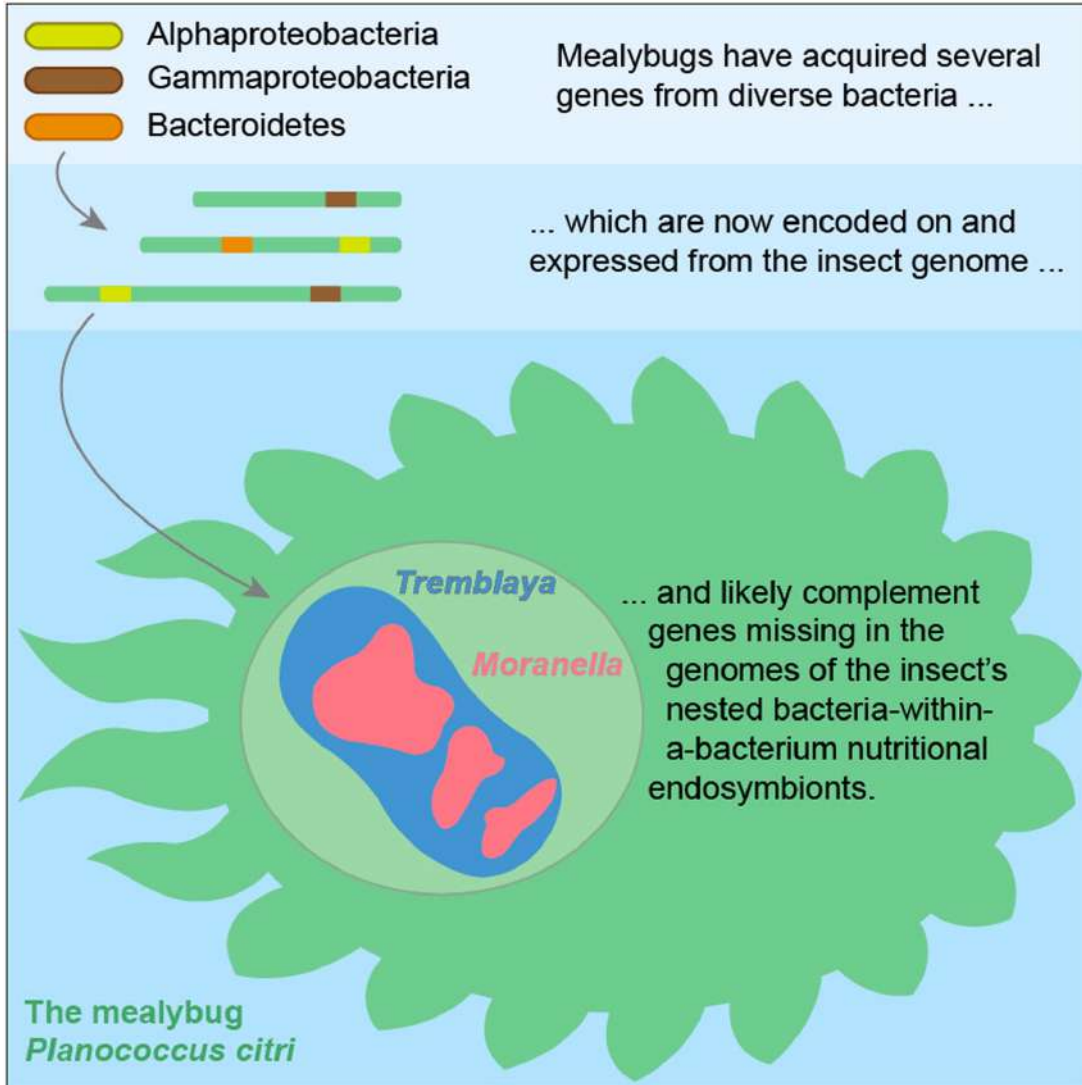 Alphaproteobacteria
Gammaproteobacteria
Bacteroidetes
Mealybugs have acquired several
genes from diverse bacteria ...
... which are now encoded on and
expressed from the insect genome ...
Tremblaya
Moranella
... and likely complement
genes missing in the
genomes of the insect's
nested bacteria-within-
a-bacterium nutritional
endosymbionts.
The mealybug
Planococcus citri